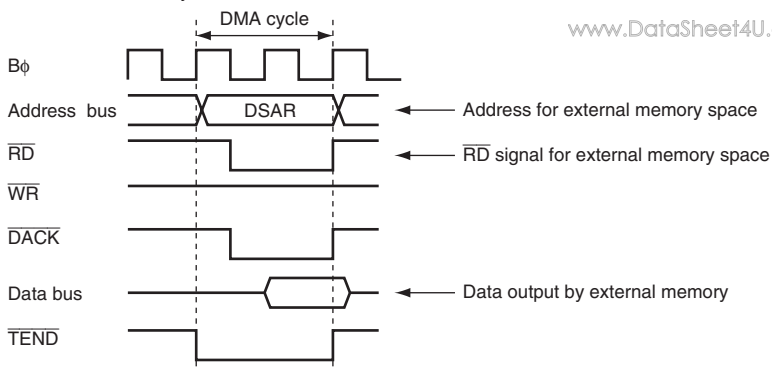 DMA cycle
www.DataSheet4U.
Bϕ
Address bus DSAR Address for external memory space
RD RD signal for external memory space
WR
DACK
Data bus Data output by external memory
TEND